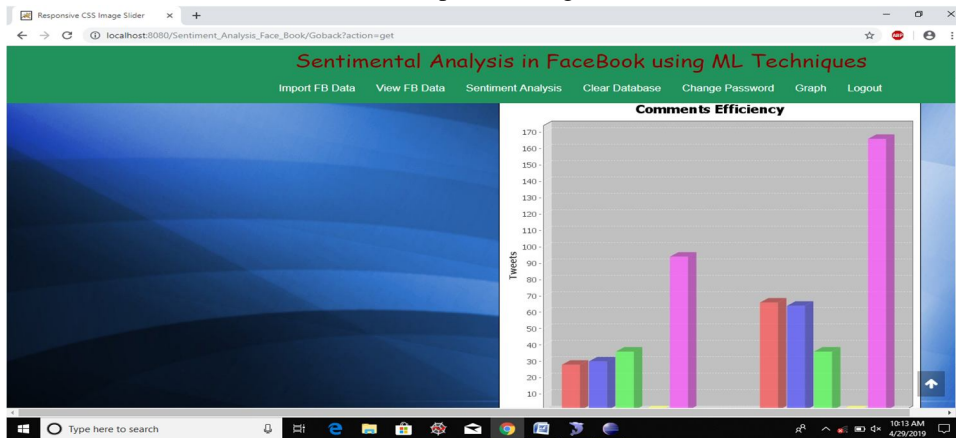 Responsive CSS Image Slider
localhost:8080/Sentiment_Analysis_Face_Book/Goback?action=get
ABP
Sentimental Analysis in FaceBook using ML Techniques
Import FB Data View FB Data Sentiment Analysis Clear Database Change Password Graph Logout
Comments Efficiency
170
160
150
140
130
120
110
100
90
80
70
60
50
40
30
20
10
Tweets
Type here to search
10:13 AM
4/29/2019